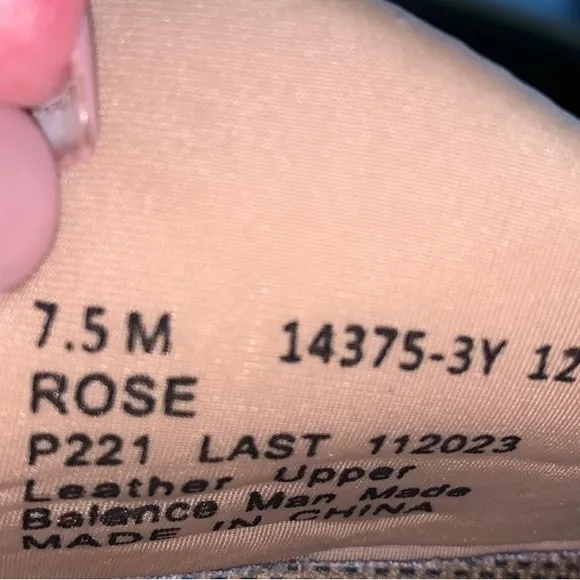 7.5 M 14375-3Y 12
ROSE
P221 LAST 112023
Leather Upper
Balance Man Made
MADE IN CHINA